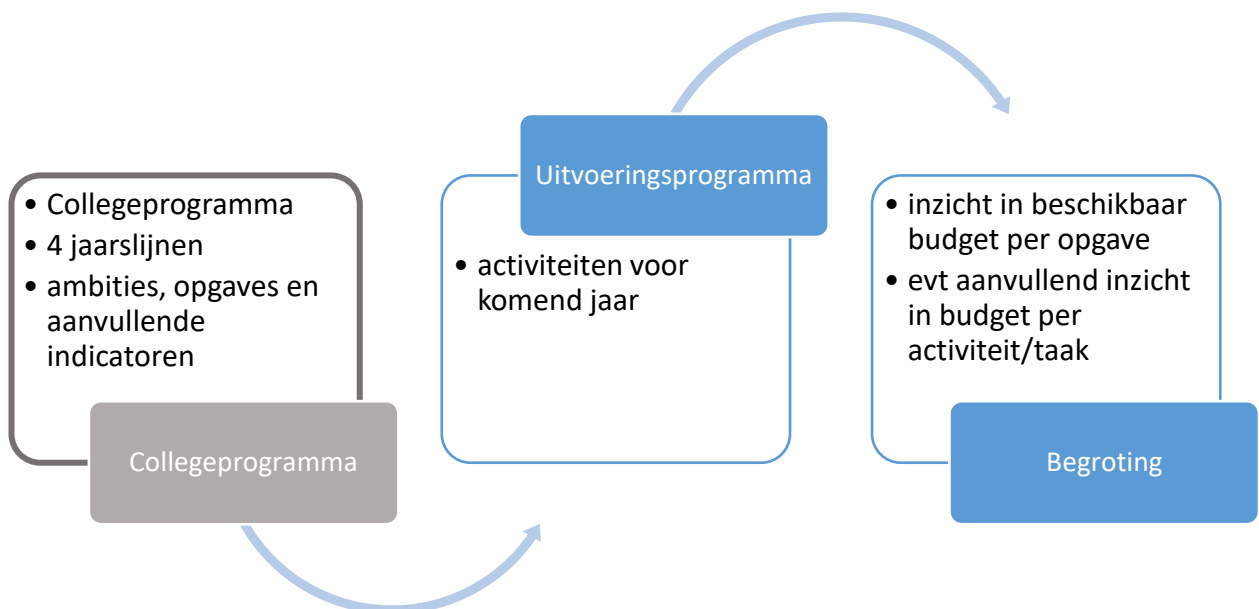 • Collegeprogramma
• 4 jaarslijnen
• ambities, opgaves en
aanvullende
indicatoren
Collegeprogramma
Uitvoeringsprogramma
• activiteiten voor
komend jaar
• inzicht in beschikbaar
budget per opgave
• evt aanvullend inzicht
in budget per
activiteit/taak
Begroting